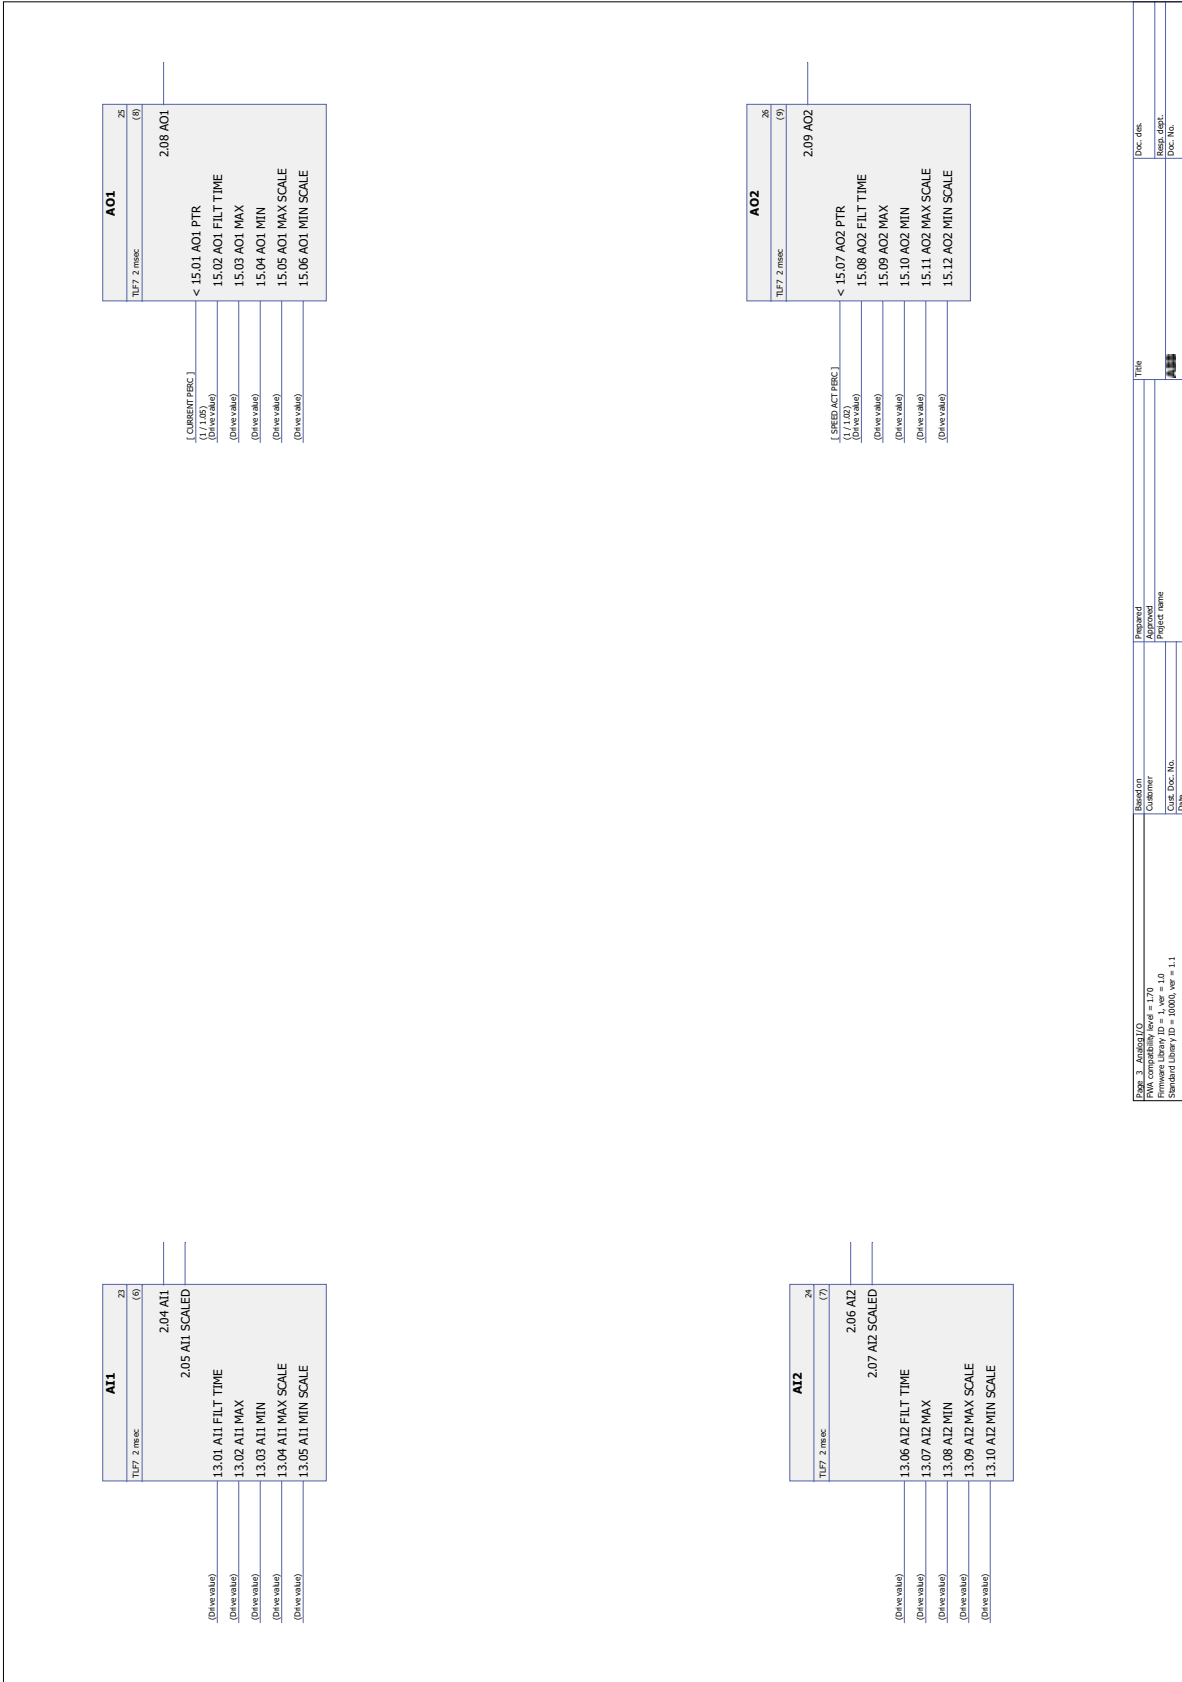 AI1
TLF7 2 msec
23
(6)
2.04 AI1
2.05 AI1 SCALED
(Drive value)
13.01 AI1 FILT TIME
(Drive value)
13.02 AI1 MAX
(Drive value)
13.03 AI1 MIN
(Drive value)
13.04 AI1 MAX SCALE
(Drive value)
13.05 AI1 MIN SCALE
AI2
TLF7 2 msec
24
(7)
2.06 AI2
2.07 AI2 SCALED
(Drive value)
13.06 AI2 FILT TIME
(Drive value)
13.07 AI2 MAX
(Drive value)
13.08 AI2 MIN
(Drive value)
13.09 AI2 MAX SCALE
(Drive value)
13.10 AI2 MIN SCALE
AO1
TLF7 2 msec
25
(8)
2.08 AO1
[ CURRENT PERC ]
(1 / 1.05)
< 15.01 AO1 PTR
(Drive value)
15.02 AO1 FILT TIME
(Drive value)
15.03 AO1 MAX
(Drive value)
15.04 AO1 MIN
(Drive value)
15.05 AO1 MAX SCALE
(Drive value)
15.06 AO1 MIN SCALE
AO2
TLF7 2 msec
26
(9)
2.09 AO2
[ SPEED ACT PERC ]
(1 / 1.02)
< 15.07 AO2 PTR
(Drive value)
15.08 AO2 FILT TIME
(Drive value)
15.09 AO2 MAX
(Drive value)
15.10 AO2 MIN
(Drive value)
15.11 AO2 MAX SCALE
(Drive value)
15.12 AO2 MIN SCALE
Page 3 Analog I/O
FWA compatibility level = 1.70
Firmware Library ID = 1, ver = 1.0
Standard Library ID = 10000, ver = 1.1
Based on
Customer
Cust. Doc. No.
Date
Prepared
Approved
Project name
Title
ABB
Doc. des.
Resp. dept.
Doc. No.